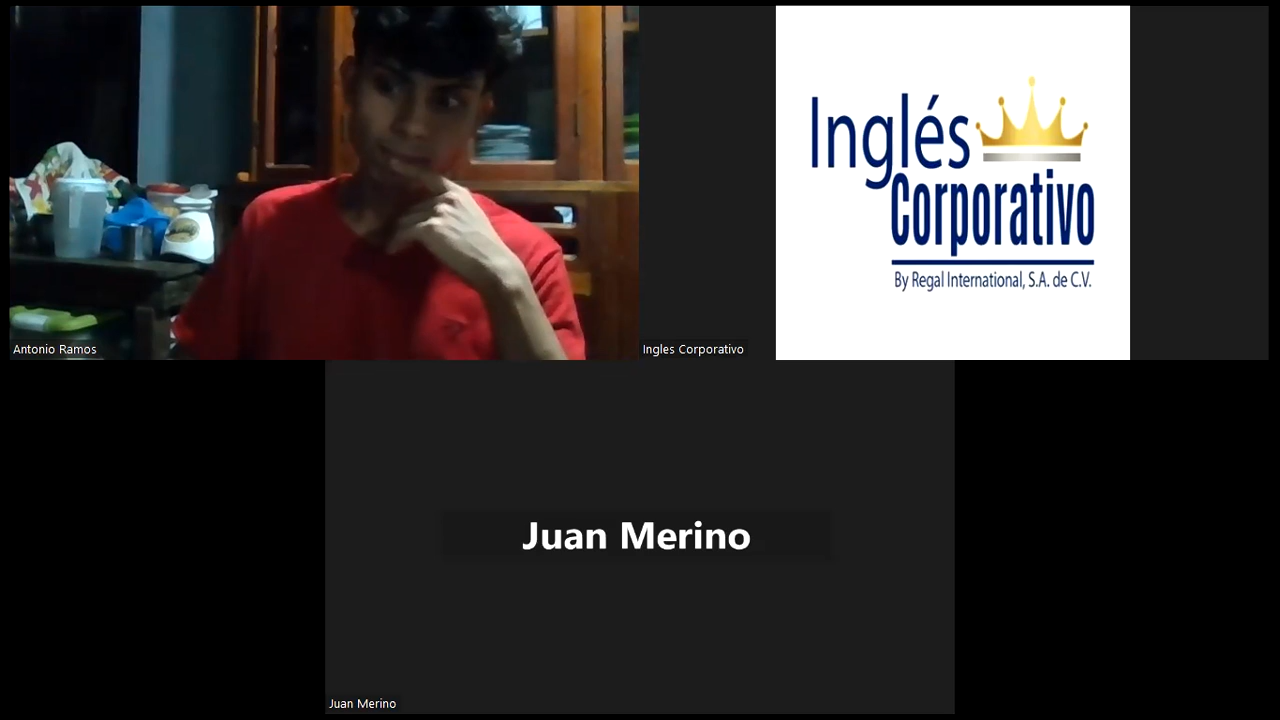 Antonio Ramos
Inglés
Corporativo
By Regal International, S.A. de C.V.
Ingles Corporativo
Juan Merino
Juan Merino